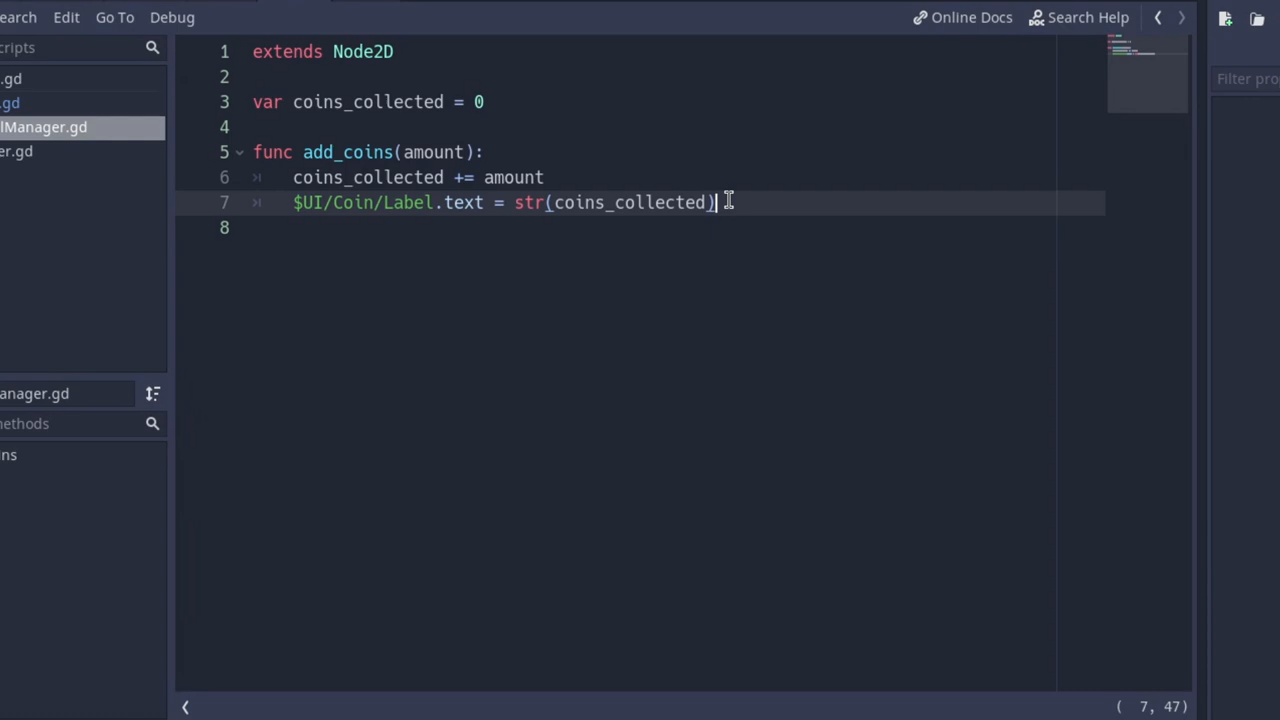 earch Edit Go To Debug Online Docs Search Help
cripts
.gd
.gd
lManager.gd
er.gd
anager.gd
nethods
ns
1 extends Node2D
2
3 var coins_collected = 0
4
5 func add_coins(amount):
6 coins_collected += amount
7 $UI/Coin/Label.text = str(coins_collected)
8
( 7, 47)
Filter pro